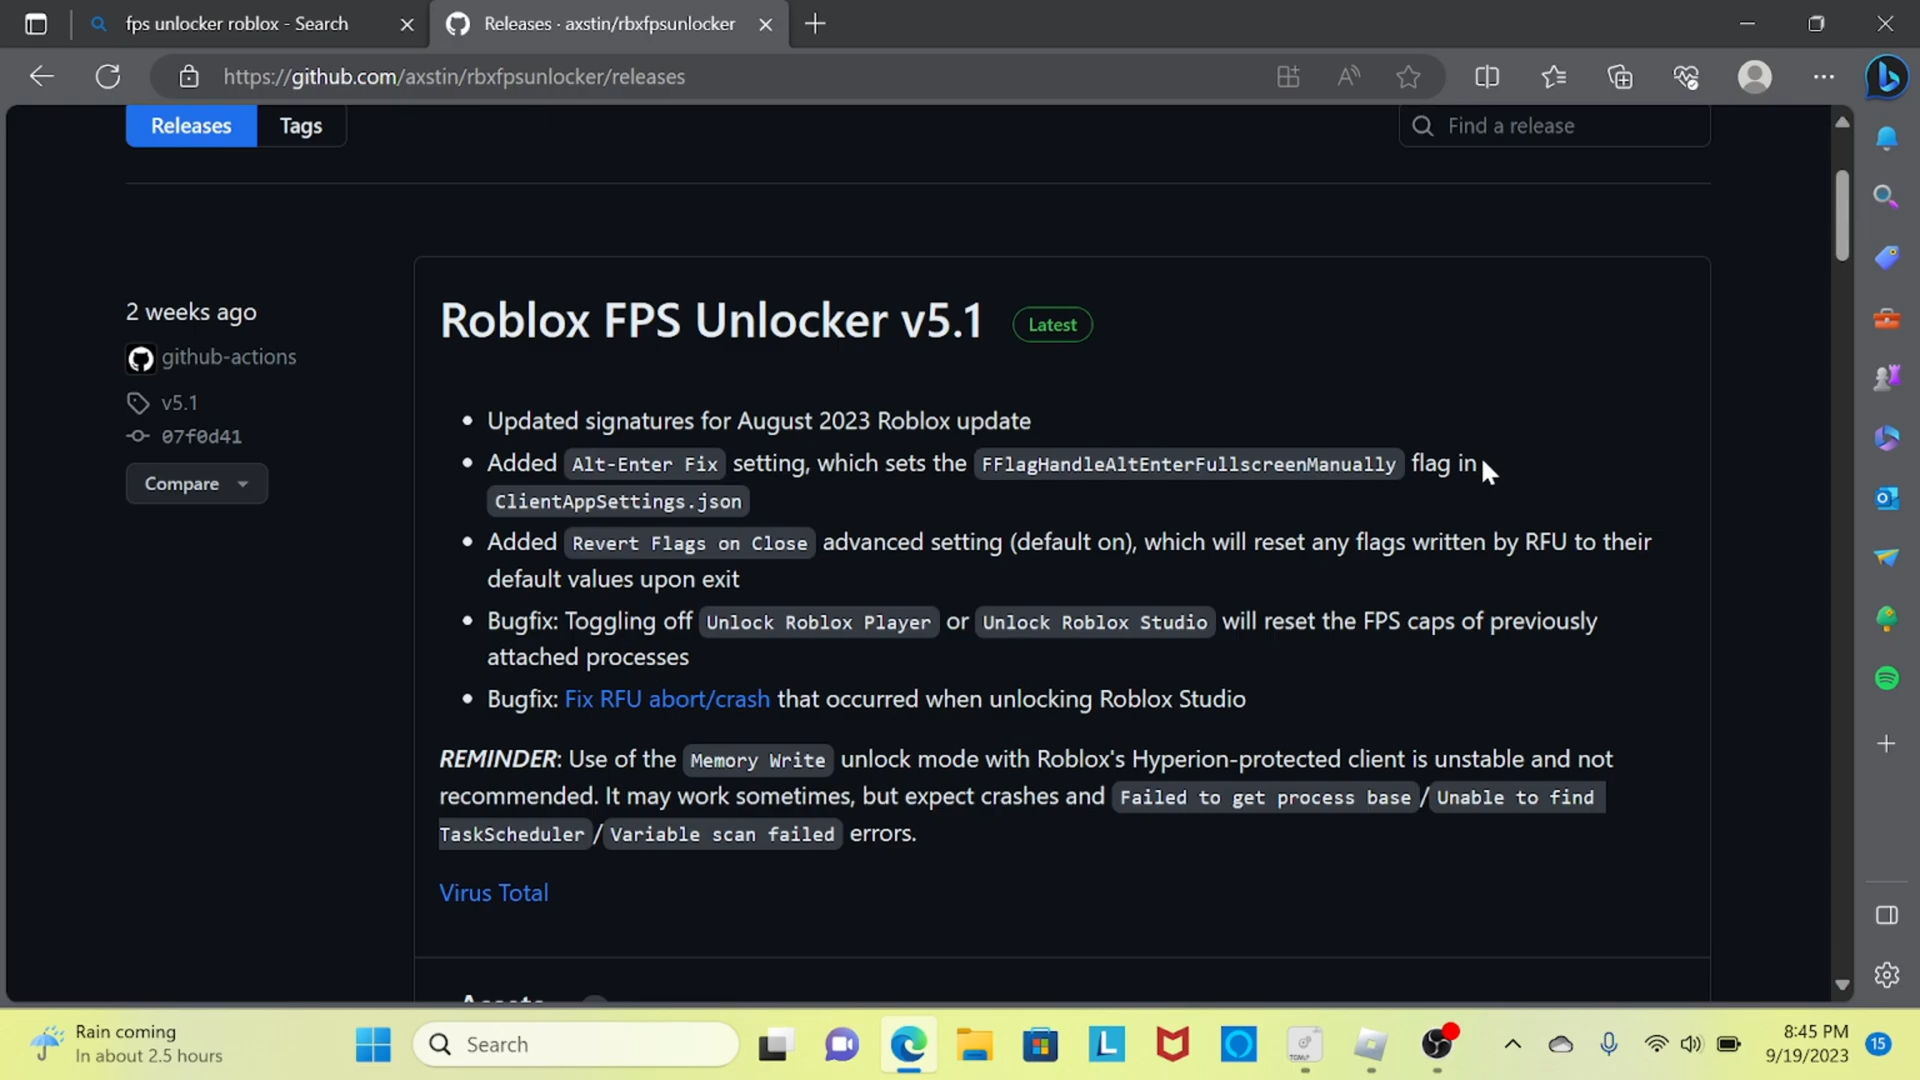 fps unlocker roblox - Search
Releases · axstin/rbxfpsunlocker
https://github.com/axstin/rbxfpsunlocker/releases
Releases
Tags
Find a release
2 weeks ago
github-actions
v5.1
07f0d41
Compare
Roblox FPS Unlocker v5.1 Latest
• Updated signatures for August 2023 Roblox update
• Added Alt-Enter Fix setting, which sets the FFlagHandleAltEnterFullscreenManually flag in
ClientAppSettings.json
• Added Revert Flags on Close advanced setting (default on), which will reset any flags written by RFU to their
default values upon exit
• Bugfix: Toggling off Unlock Roblox Player or Unlock Roblox Studio will reset the FPS caps of previously
attached processes
• Bugfix: Fix RFU abort/crash that occurred when unlocking Roblox Studio
REMINDER: Use of the Memory Write unlock mode with Roblox's Hyperion-protected client is unstable and not
recommended. It may work sometimes, but expect crashes and Failed to get process base/Unable to find
TaskScheduler/Variable scan failed errors.
Virus Total
Assets
Rain coming
In about 2.5 hours
Search
8:45 PM
9/19/2023
15